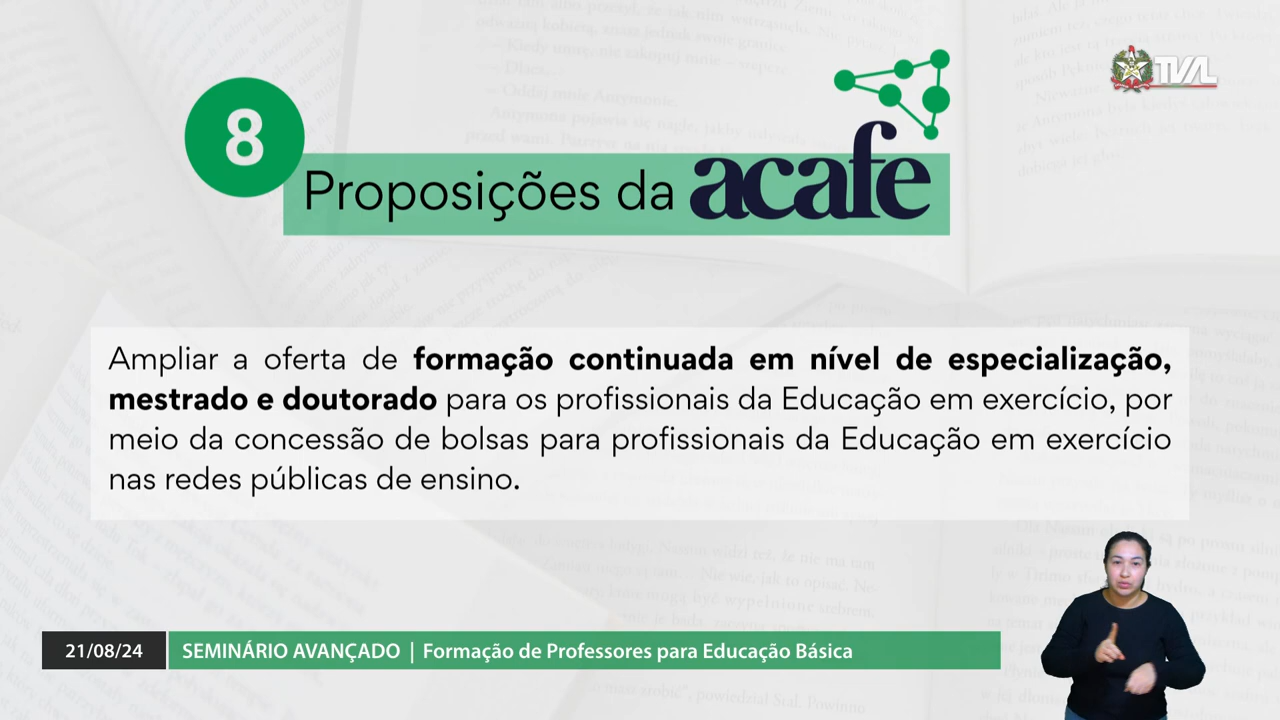 8
Proposições da acafe
TVAL
Ampliar a oferta de formação continuada em nível de especialização,
mestrado e doutorado para os profissionais da Educação em exercício, por
meio da concessão de bolsas para profissionais da Educação em exercício
nas redes públicas de ensino.
21/08/24
SEMINÁRIO AVANÇADO | Formação de Professores para Educação Básica